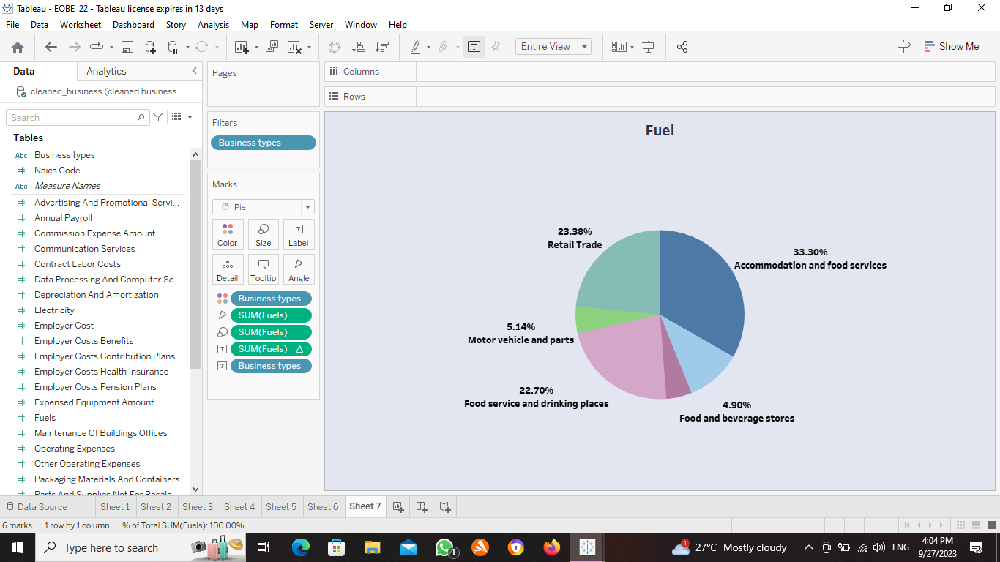 Tableau - EOBE 22 - Tableau license expires in 13 days
File Data Worksheet Dashboard Story Analysis Map Format Server Window Help
Entire View
Show Me
Data
Analytics
cleaned_business (cleaned business ...
Search
Tables
Abc Business types
# Naics Code
Abc Measure Names
# Advertising And Promotional Servi...
# Annual Payroll
# Commission Expense Amount
# Communication Services
# Contract Labor Costs
# Data Processing And Computer Se...
# Depreciation And Amortization
# Electricity
# Employer Cost
# Employer Costs Benefits
# Employer Costs Contribution Plans
# Employer Costs Health Insurance
# Employer Costs Pension Plans
# Expensed Equipment Amount
# Fuels
# Maintenance Of Buildings Offices
# Operating Expenses
# Other Operating Expenses
# Packaging Materials And Containers
# Parts And Supplies Not For Resale
Pages
Filters
Business types
Marks
Pie
Color Size Label
Detail Tooltip Angle
Business types
SUM(Fuels)
SUM(Fuels)
SUM(Fuels) Δ
Business types
Columns
Rows
Fuel
23.38%
Retail Trade
33.30%
Accommodation and food services
5.14%
Motor vehicle and parts
22.70%
Food service and drinking places
4.90%
Food and beverage stores
Data Source Sheet 1 Sheet 2 Sheet 3 Sheet 4 Sheet 5 Sheet 6 Sheet 7
6 marks 1 row by 1 column % of Total SUM(Fuels): 100.00%
Type here to search
1
1
27°C Mostly cloudy
ENG
4:04 PM
9/27/2023